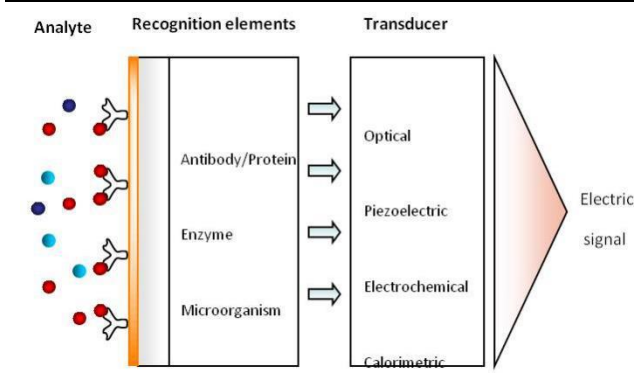 Analyte
Recognition elements
Transducer
Antibody/Protein
Enzyme
Microorganism
Optical
Piezoelectric
Electrochemical
Calorimetric
Electric
signal